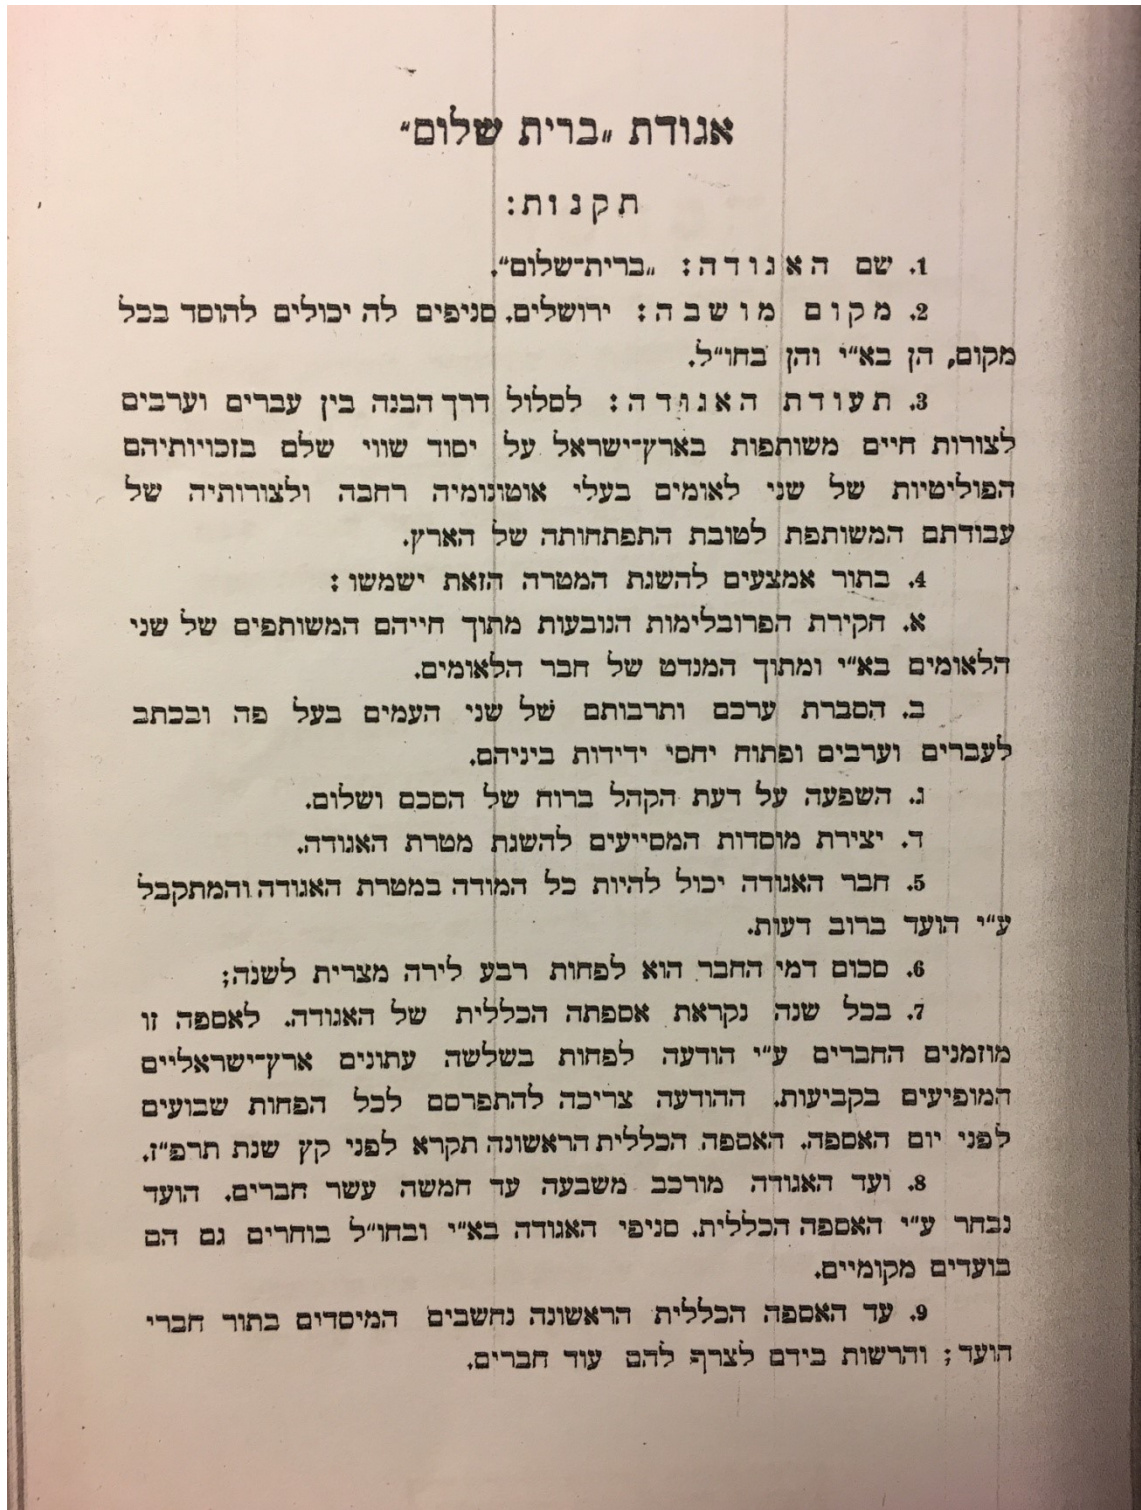 אגודת „ברית שלום"
תקנות:
1. שם האגודה: „ברית־שלום".
2. מקום מושבה: ירושלים. סניפים לה יכולים להוסד בכל
מקום, הן בא״י והן בחו״ל.
3. תעודת האגודה: לסלול דרך הבנה בין עברים וערבים
לצורות חיים משותפות בארץ־ישראל על יסוד שווי שלם בזכויותיהם
הפוליטיות של שני לאומים בעלי אוטונומיה רחבה ולצורותיה של
עבודתם המשותפת לטובת התפתחותה של הארץ.
4. בתור אמצעים להשגת המטרה הזאת ישמשו:
א. חקירת הפרובלימות הנובעות מתוך חייהם המשותפים של שני
הלאומים בא״י ומתוך המנדט של חבר הלאומים.
ב. הסברת ערכם ותרבותם של שני העמים בעל פה ובכתב
לעברים וערבים ופתוח יחסי ידידות ביניהם.
ג. השפעה על דעת הקהל ברוח של הסכם ושלום.
ד. יצירת מוסדות המסייעים להשגת מטרת האגודה.
5. חבר האגודה יכול להיות כל המודה במטרת האגודה והמתקבל
ע״י הועד ברוב דעות.
6. סכום דמי החבר הוא לפחות רבע לירה מצרית לשנה;
7. בכל שנה נקראת אספתה הכללית של האגודה. לאספה זו
מוזמנים החברים ע״י הודעה לפחות בשלשה עתונים ארץ־ישראליים
המופיעים בקביעות. ההודעה צריכה להתפרסם לכל הפחות שבועים
לפני יום האספה. האספה הכללית הראשונה תקרא לפני קץ שנת תרפ״ז.
8. ועד האגודה מורכב משבעה עד חמשה עשר חברים. הועד
נבחר ע״י האספה הכללית. סניפי האגודה בא״י ובחו״ל בוחרים גם הם
בועדים מקומיים.
9. עד האספה הכללית הראשונה נחשבים המיסדים בתור חברי
הועד; והרשות בידם לצרף להם עוד חברים.